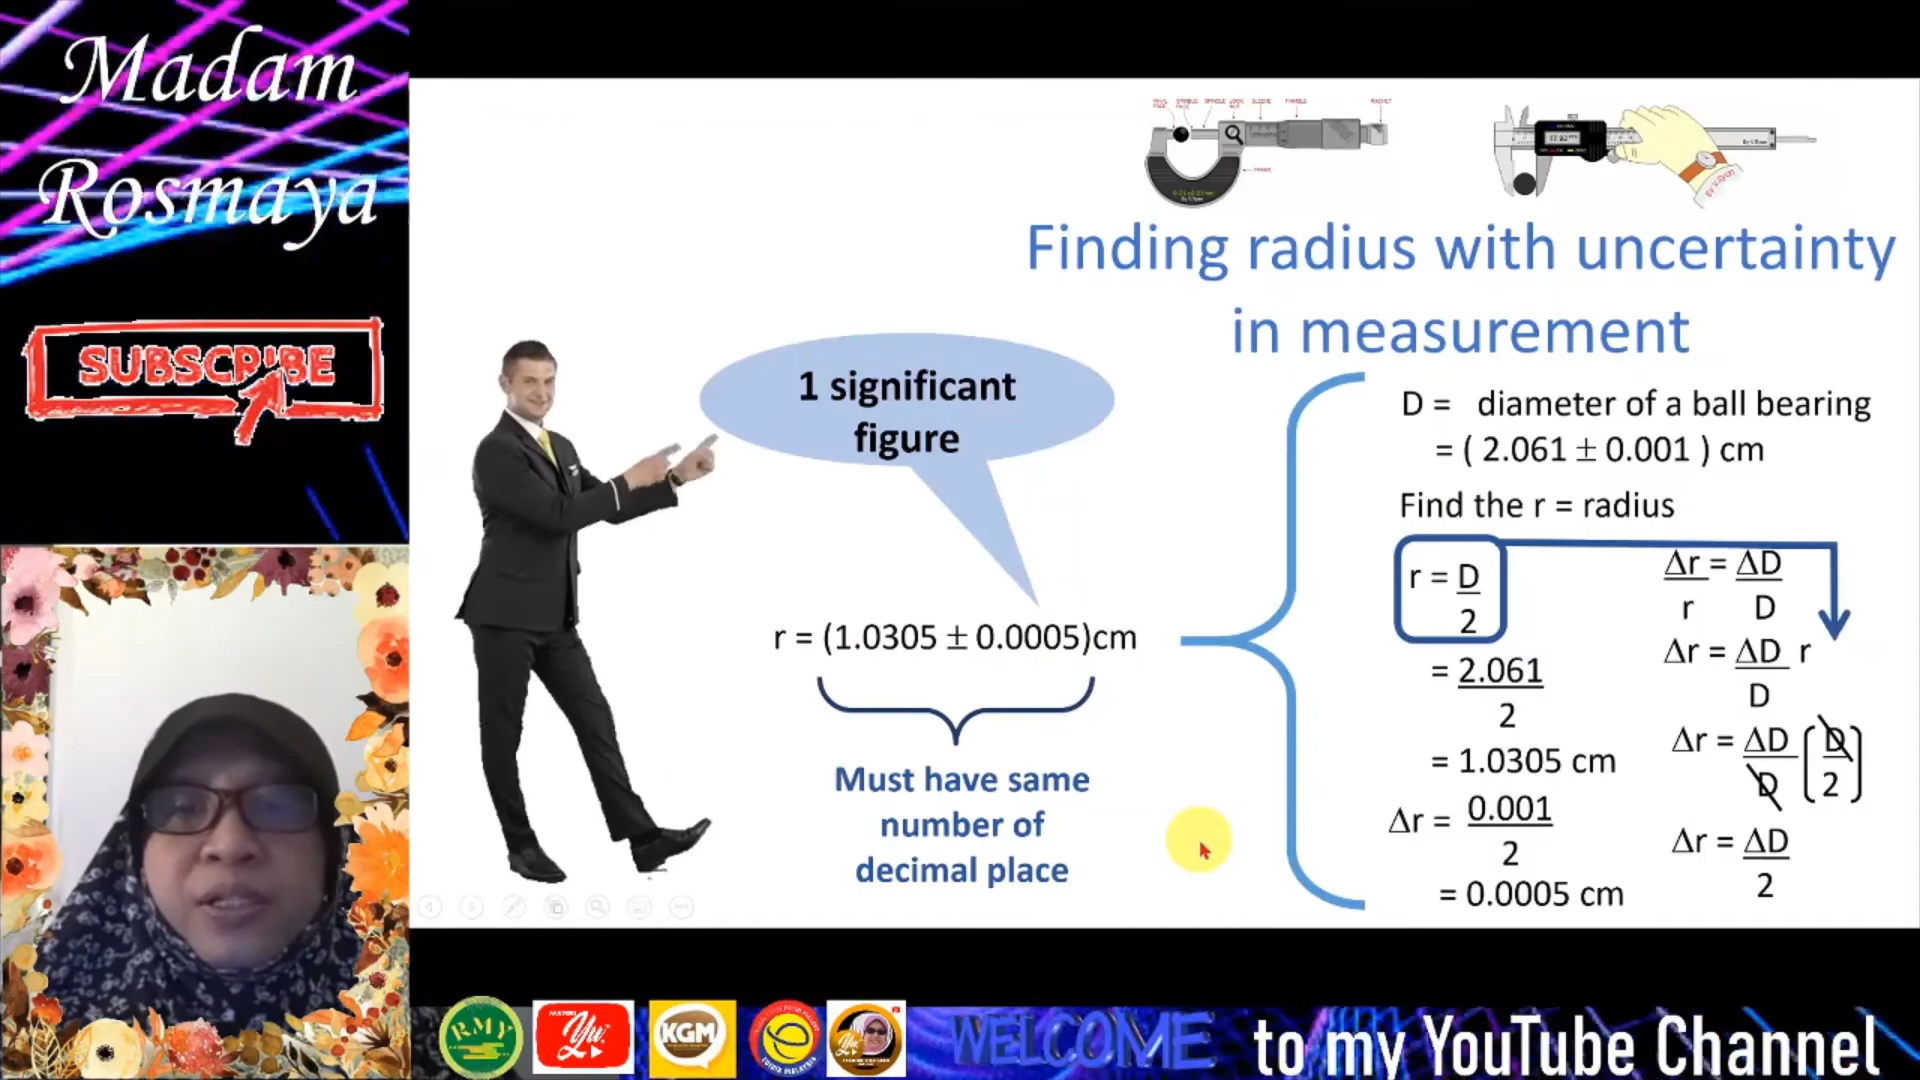 Madam
Rosmaya
SUBSCRIBE
Finding radius with uncertainty
in measurement
1 significant
figure
D = diameter of a ball bearing
= ( 2.061 ± 0.001 ) cm
Find the r = radius
r = D
2
= 2.061
2
= 1.0305 cm
Δr = 0.001
2
= 0.0005 cm
Δr = ΔD
r D
Δr = ΔD r
D
Δr = ΔD (D
D 2)
Δr = ΔD
2
r = (1.0305 ± 0.0005)cm
Must have same
number of
decimal place
RMY
KGM
WELCOME to my YouTube Channel